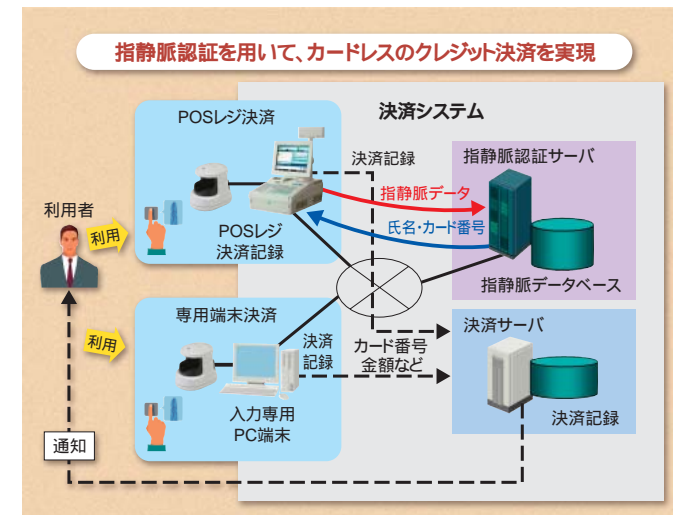 指静脈認証を用いて、カードレスのクレジット決済を実現
決済システム
POSレジ決済
決済記録
指静脈認証サーバ
指静脈データ
利用者
利用
氏名・カード番号
POSレジ
決済記録
指静脈データベース
専用端末決済
決済サーバ
利用
決済
記録
カード番号
金額など
入力専用
PC端末
決済記録
通知